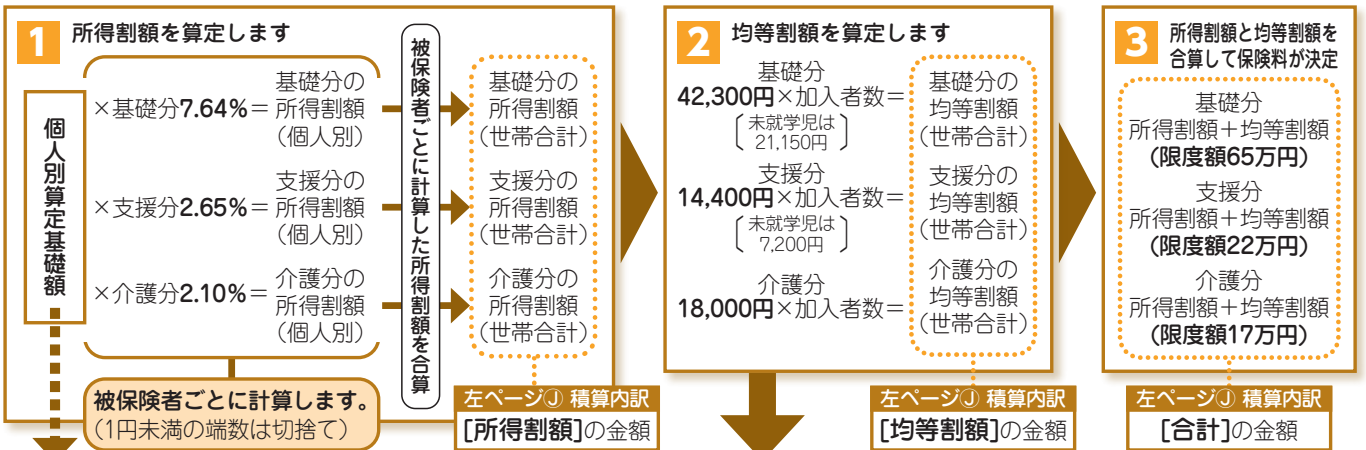 1 所得割額を算定します
個人別算定基礎額
×基礎分7.64%=
基礎分の
所得割額
(個人別)
×支援分2.65%=
支援分の
所得割額
(個人別)
×介護分2.10%=
介護分の
所得割額
(個人別)
被保険者ごとに計算した所得割額を合算
基礎分の
所得割額
(世帯合計)
支援分の
所得割額
(世帯合計)
介護分の
所得割額
(世帯合計)
被保険者ごとに計算します。
(1円未満の端数は切捨て)
左ページⒿ 積算内訳
[所得割額]の金額
2 均等割額を算定します
基礎分
42,300円×加入者数=
〔未就学児は
21,150円〕
基礎分の
均等割額
(世帯合計)
支援分
14,400円×加入者数=
〔未就学児は
7,200円〕
支援分の
均等割額
(世帯合計)
介護分
18,000円×加入者数=
介護分の
均等割額
(世帯合計)
左ページⒿ 積算内訳
[均等割額]の金額
3 所得割額と均等割額を
合算して保険料が決定
基礎分
所得割額+均等割額
(限度額65万円)
支援分
所得割額+均等割額
(限度額22万円)
介護分
所得割額+均等割額
(限度額17万円)
左ページⒿ 積算内訳
[合計]の金額